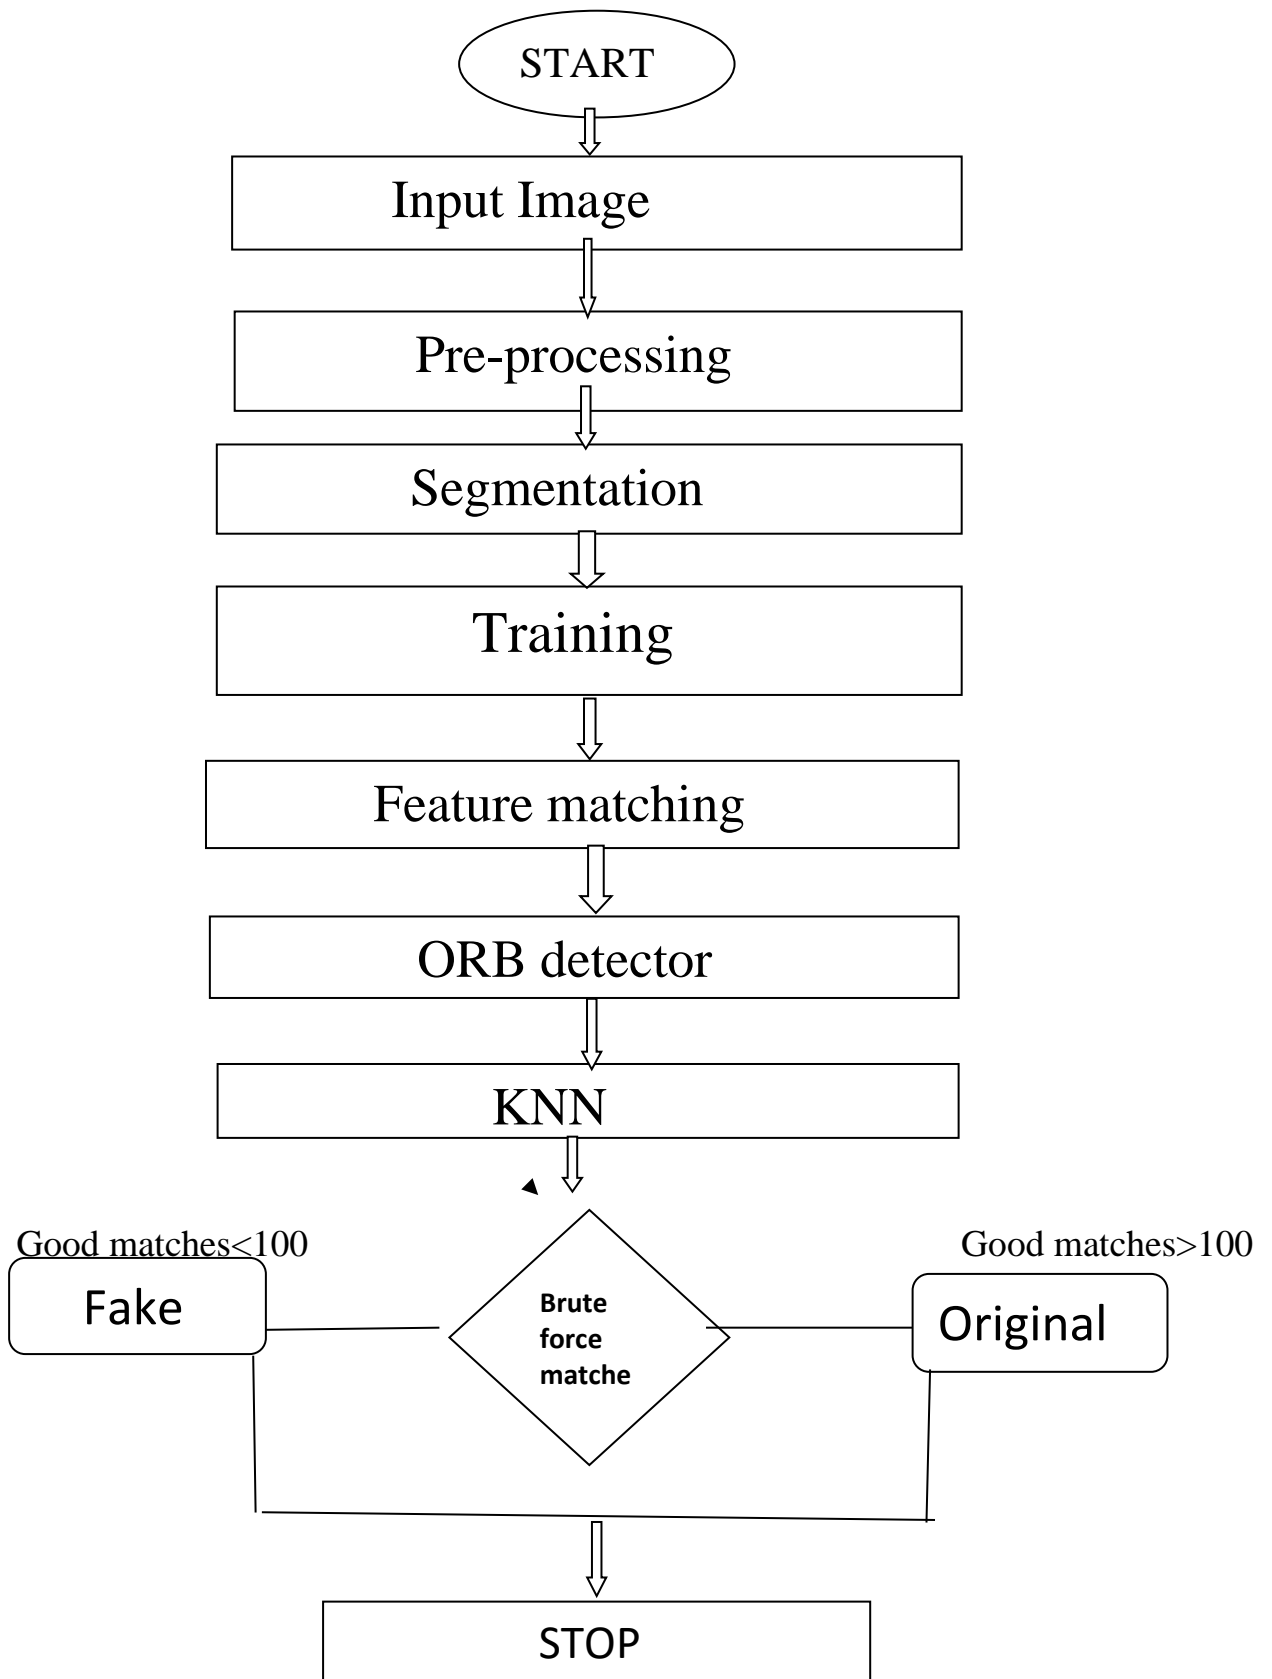 START
Input Image
Pre-processing
Segmentation
Training
Feature matching
ORB detector
KNN
Good matches<100
Good matches>100
Fake
Brute
force
matche
Original
STOP